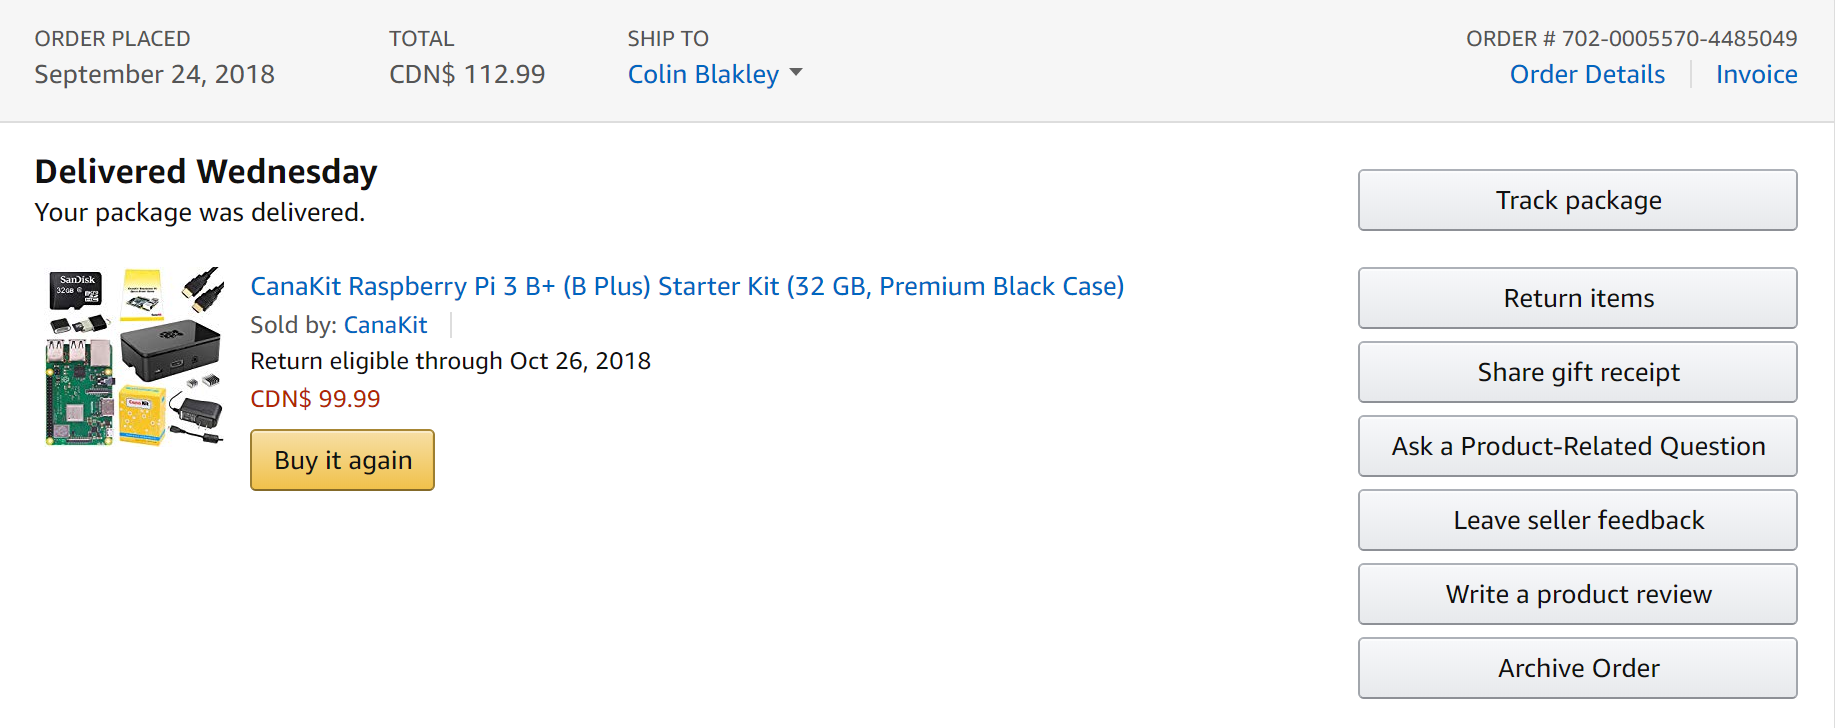 ORDER PLACED
September 24, 2018
TOTAL
CDN$ 112.99
SHIP TO
Colin Blakley
ORDER # 702-0005570-4485049
Order Details
Invoice
Delivered Wednesday
Your package was delivered.
SanDisk
32GB
CanaKit
CanaKit Raspberry Pi 3 B+ (B Plus) Starter Kit (32 GB, Premium Black Case)
Sold by: CanaKit
Return eligible through Oct 26, 2018
CDN$ 99.99
Buy it again
Track package
Return items
Share gift receipt
Ask a Product-Related Question
Leave seller feedback
Write a product review
Archive Order